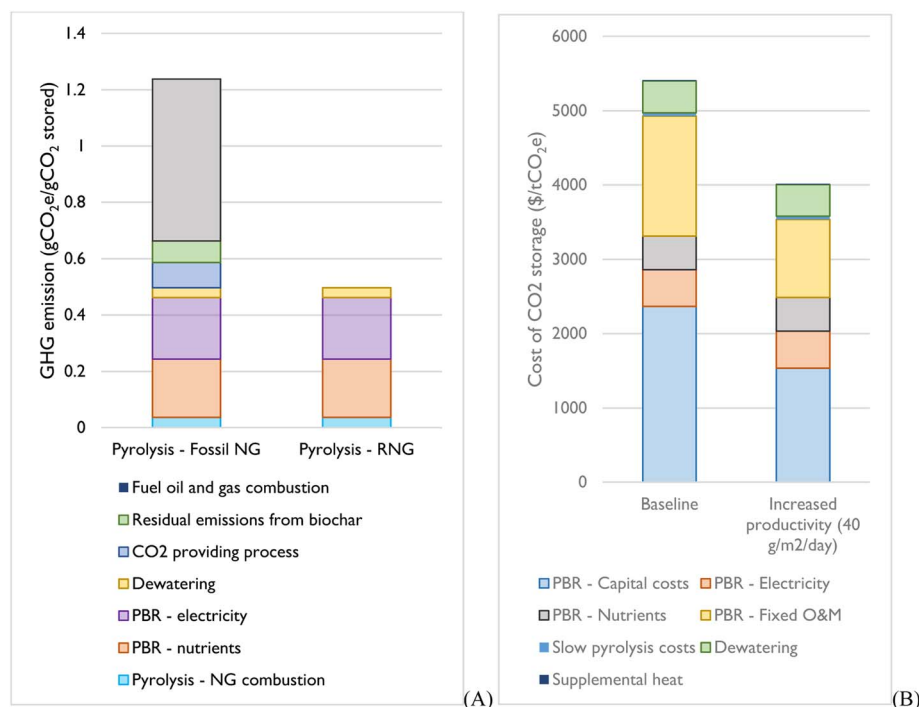 GHG emission (gCO2e/gCO2 stored)
1.4
1.2
1
0.8
0.6
0.4
0.2
0
Pyrolysis - Fossil NG
Pyrolysis - RNG
Fuel oil and gas combustion
Residual emissions from biochar
CO2 providing process
Dewatering
PBR - electricity
PBR - nutrients
Pyrolysis - NG combustion
(A)
Cost of CO2 storage ($/tCO2e)
6000
5000
4000
3000
2000
1000
0
Baseline
Increased
productivity (40
g/m2/day)
PBR - Capital costs
PBR - Electricity
PBR - Nutrients
PBR - Fixed O&M
Slow pyrolysis costs
Dewatering
Supplemental heat
(B)